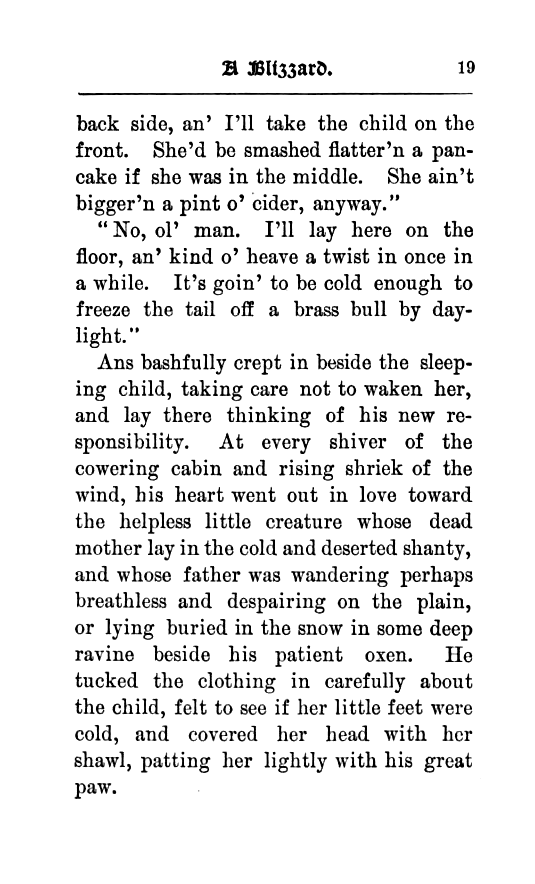 A Blizzard. 19
back side, an' I'll take the child on the
front. She'd be smashed flatter'n a pan-
cake if she was in the middle. She ain't
bigger'n a pint o' cider, anyway."
"No, ol' man. I'll lay here on the
floor, an' kind o' heave a twist in once in
a while. It's goin' to be cold enough to
freeze the tail off a brass bull by day-
light."
Ans bashfully crept in beside the sleep-
ing child, taking care not to waken her,
and lay there thinking of his new re-
sponsibility. At every shiver of the
cowering cabin and rising shriek of the
wind, his heart went out in love toward
the helpless little creature whose dead
mother lay in the cold and deserted shanty,
and whose father was wandering perhaps
breathless and despairing on the plain,
or lying buried in the snow in some deep
ravine beside his patient oxen. He
tucked the clothing in carefully about
the child, felt to see if her little feet were
cold, and covered her head with her
shawl, patting her lightly with his great
paw.